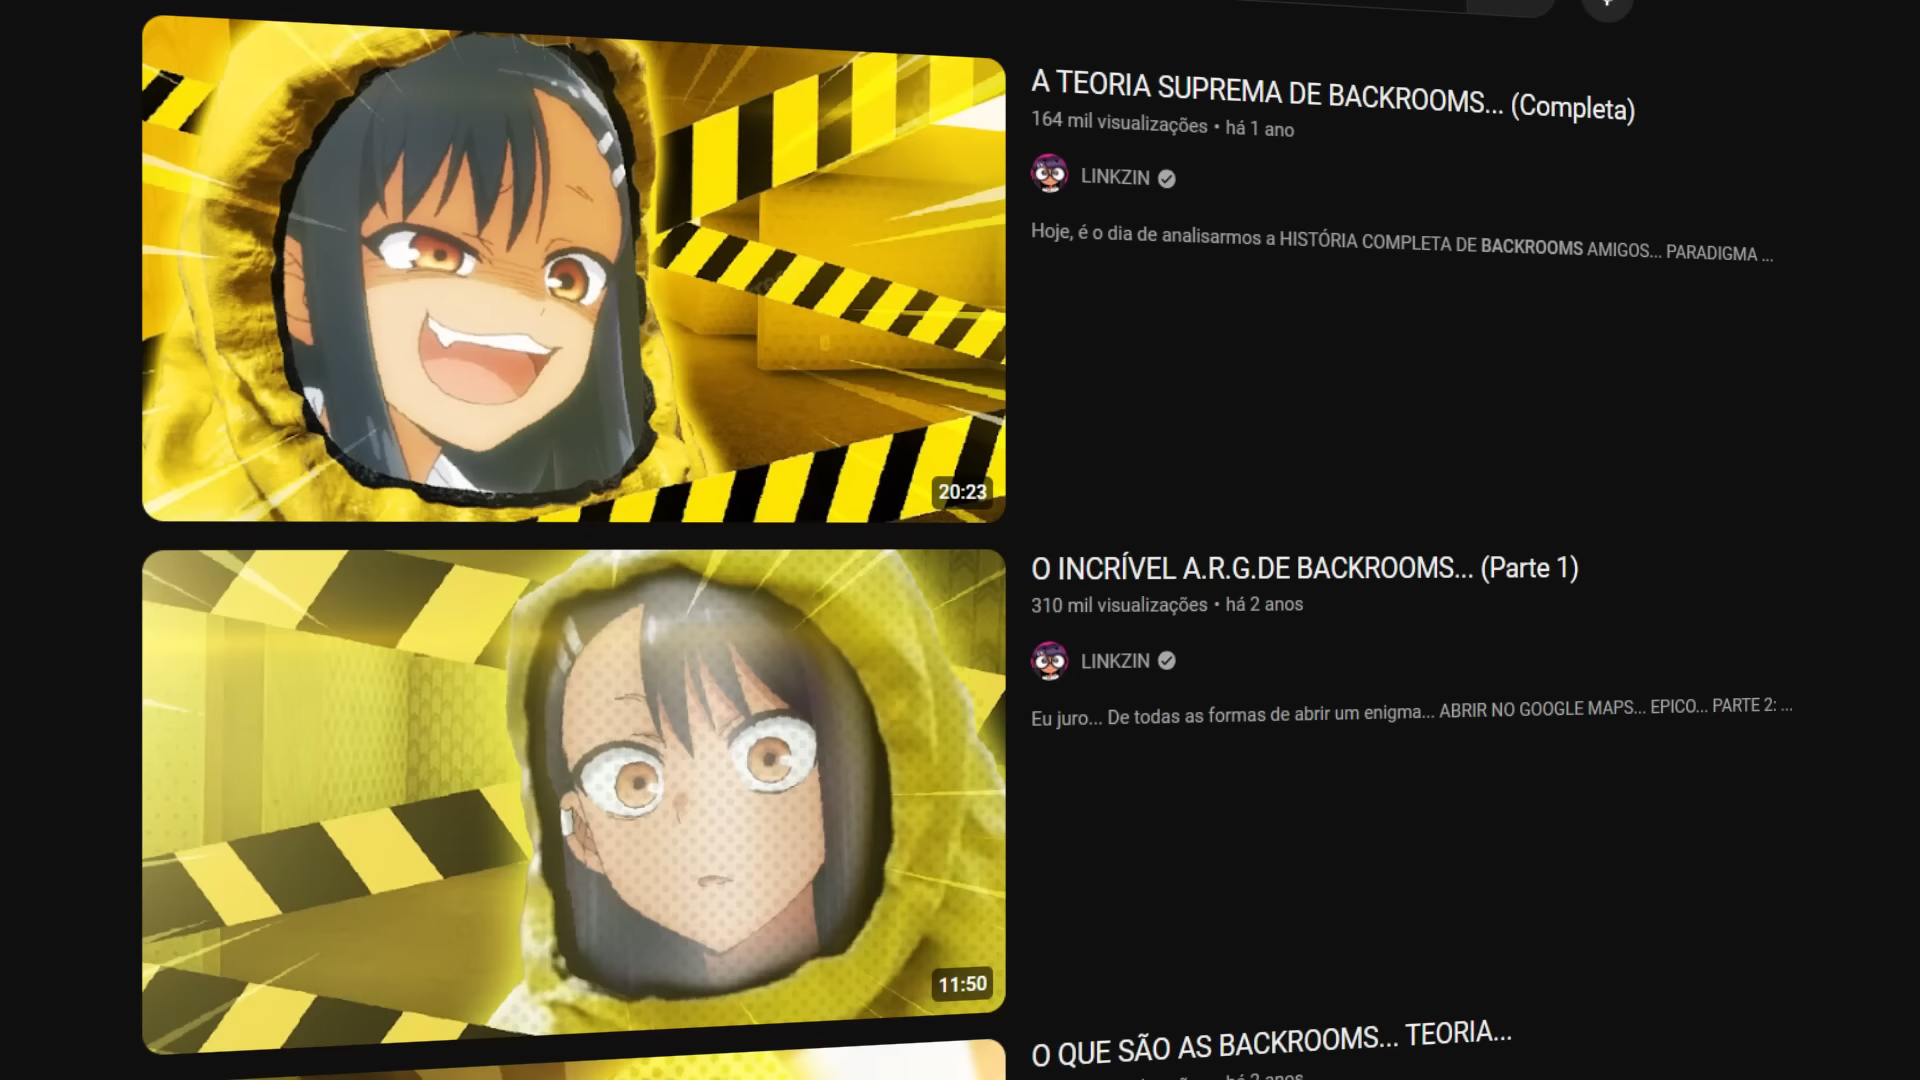 A TEORIA SUPREMA DE BACKROOMS... (Completa)
164 mil visualizações • há 1 ano
LINKZIN
Hoje, é o dia de analisarmos a HISTÓRIA COMPLETA DE BACKROOMS AMIGOS... PARADIGMA ...
20:23
O INCRÍVEL A.R.G.DE BACKROOMS... (Parte 1)
310 mil visualizações • há 2 anos
LINKZIN
Eu juro... De todas as formas de abrir um enigma... ABRIR NO GOOGLE MAPS... EPICO... PARTE 2: ...
11:50
O QUE SÃO AS BACKROOMS... TEORIA...
há 2 anos